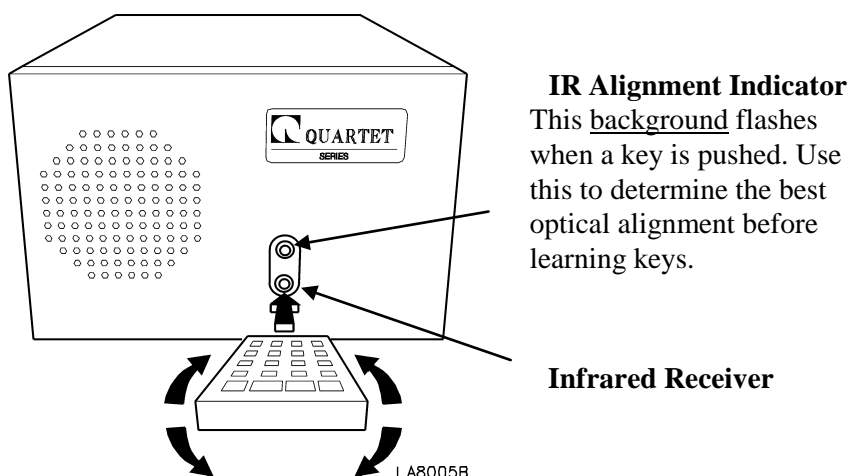 QUARTET
SERIES
IR Alignment Indicator
This background flashes
when a key is pushed. Use
this to determine the best
optical alignment before
learning keys.
Infrared Receiver
LA8005B